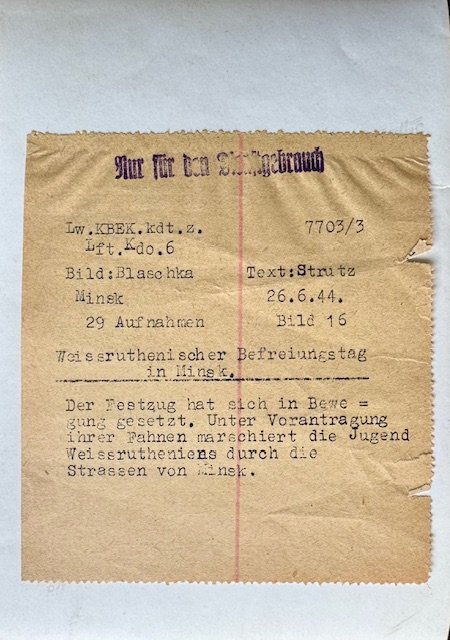 Nur für den Dienstgebrauch
Lw.KBEK.kdt.z. 7703/3
Lft.Kdo.6
Bild:Blaschka Text:Strutz
Minsk 26.6.44.
29 Aufnahmen Bild 16
Weissruthenischer Befreiungstag
in Minsk.
Der Festzug hat sich in Bewe =
gung gesetzt. Unter Vorantragung
ihrer Fahnen marschiert die Jugend
Weissrutheniens durch die
Strassen von Minsk.